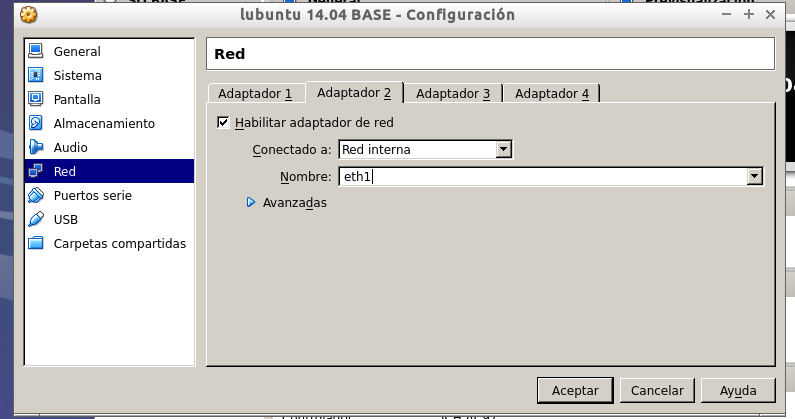 lubuntu 14.04 BASE - Configuración
General
Sistema
Pantalla
Almacenamiento
Audio
Red
Puertos serie
USB
Carpetas compartidas
Red
Adaptador 1 Adaptador 2 Adaptador 3 Adaptador 4
Habilitar adaptador de red
Conectado a: Red interna
Nombre: eth1
Avanzadas
Aceptar Cancelar Ayuda